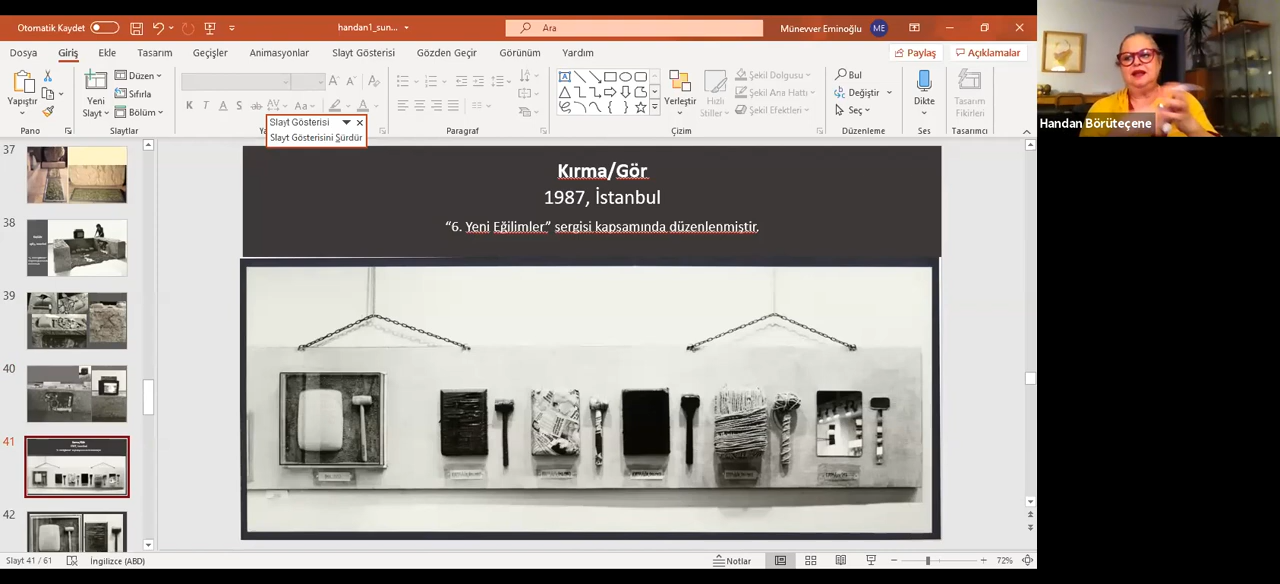 Otomatik Kaydet
handan1_sun...
Ara
Münevver Eminoğlu
ME
Dosya
Giriş
Ekle
Tasarım
Geçişler
Animasyonlar
Slayt Gösterisi
Gözden Geçir
Görünüm
Yardım
Paylaş
Açıklamalar
Yapıştır
Pano
Yeni
Slayt
Düzen
Sıfırla
Bölüm
Slaytlar
K T A S ab AV Aa A
Slayt Gösterisi
Slayt Gösterisini Sürdür
Paragraf
Yerleştir
Hızlı
Stiller
Şekil Dolgusu
Şekil Ana Hattı
Şekil Efektleri
Çizim
Bul
Değiştir
Seç
Düzenleme
Dikte
Ses
Tasarım
Fikirleri
Tasarımcı
Handan Börüteçene
37
38
39
40
41
42
Kırma/Gör
1987, İstanbul
“6. Yeni Eğilimler” sergisi kapsamında düzenlenmiştir.
Slayt 41 / 61
İngilizce (ABD)
Notlar
72%